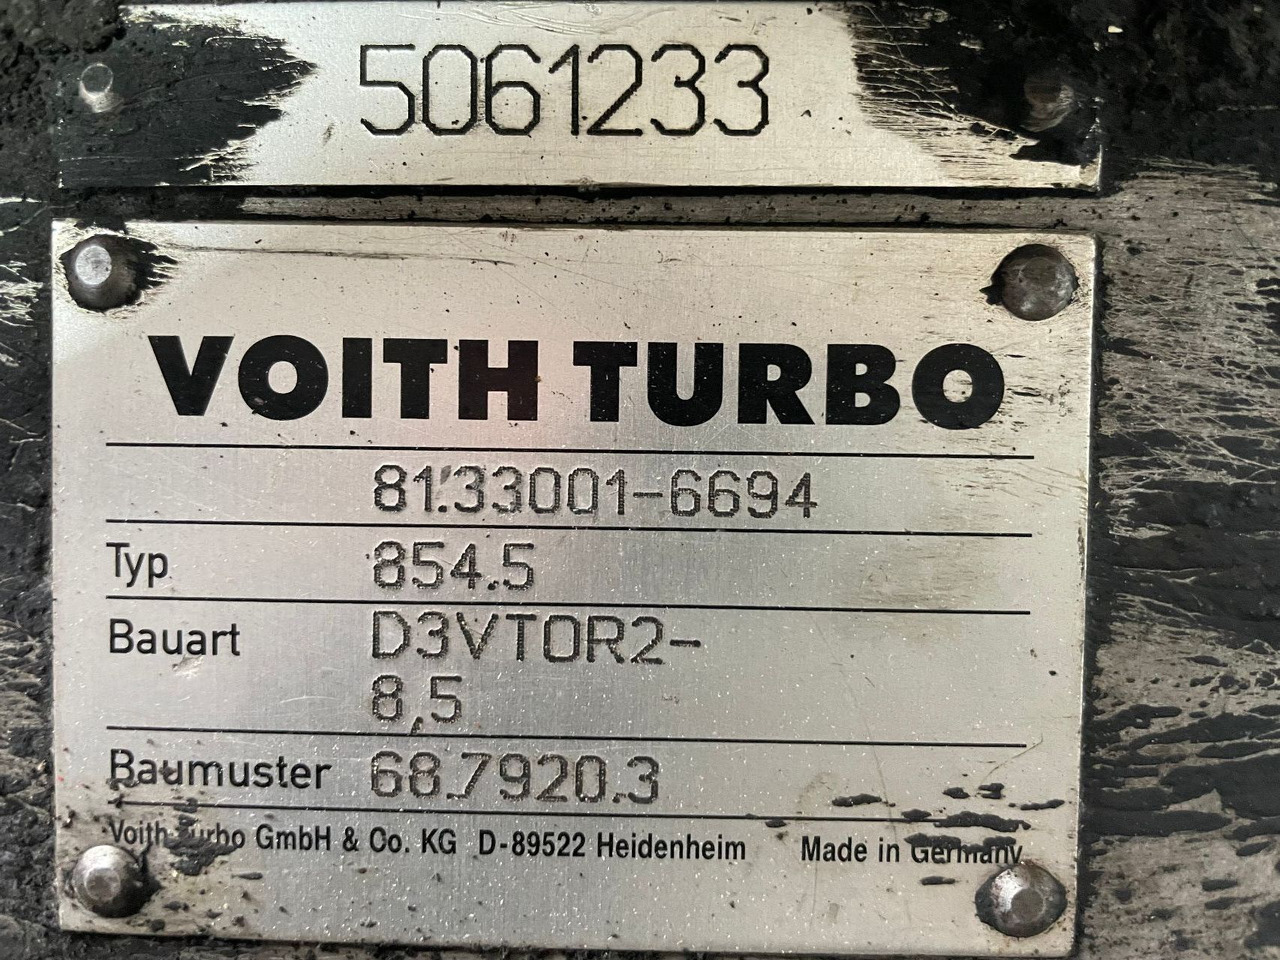 5061233
VOITH TURBO
81.33001-6694
Typ 854.5
Bauart D3VTOR2-
8,5
Baumuster 68.7920.3
Voith Turbo GmbH & Co. KG D-89522 Heidenheim Made in Germany